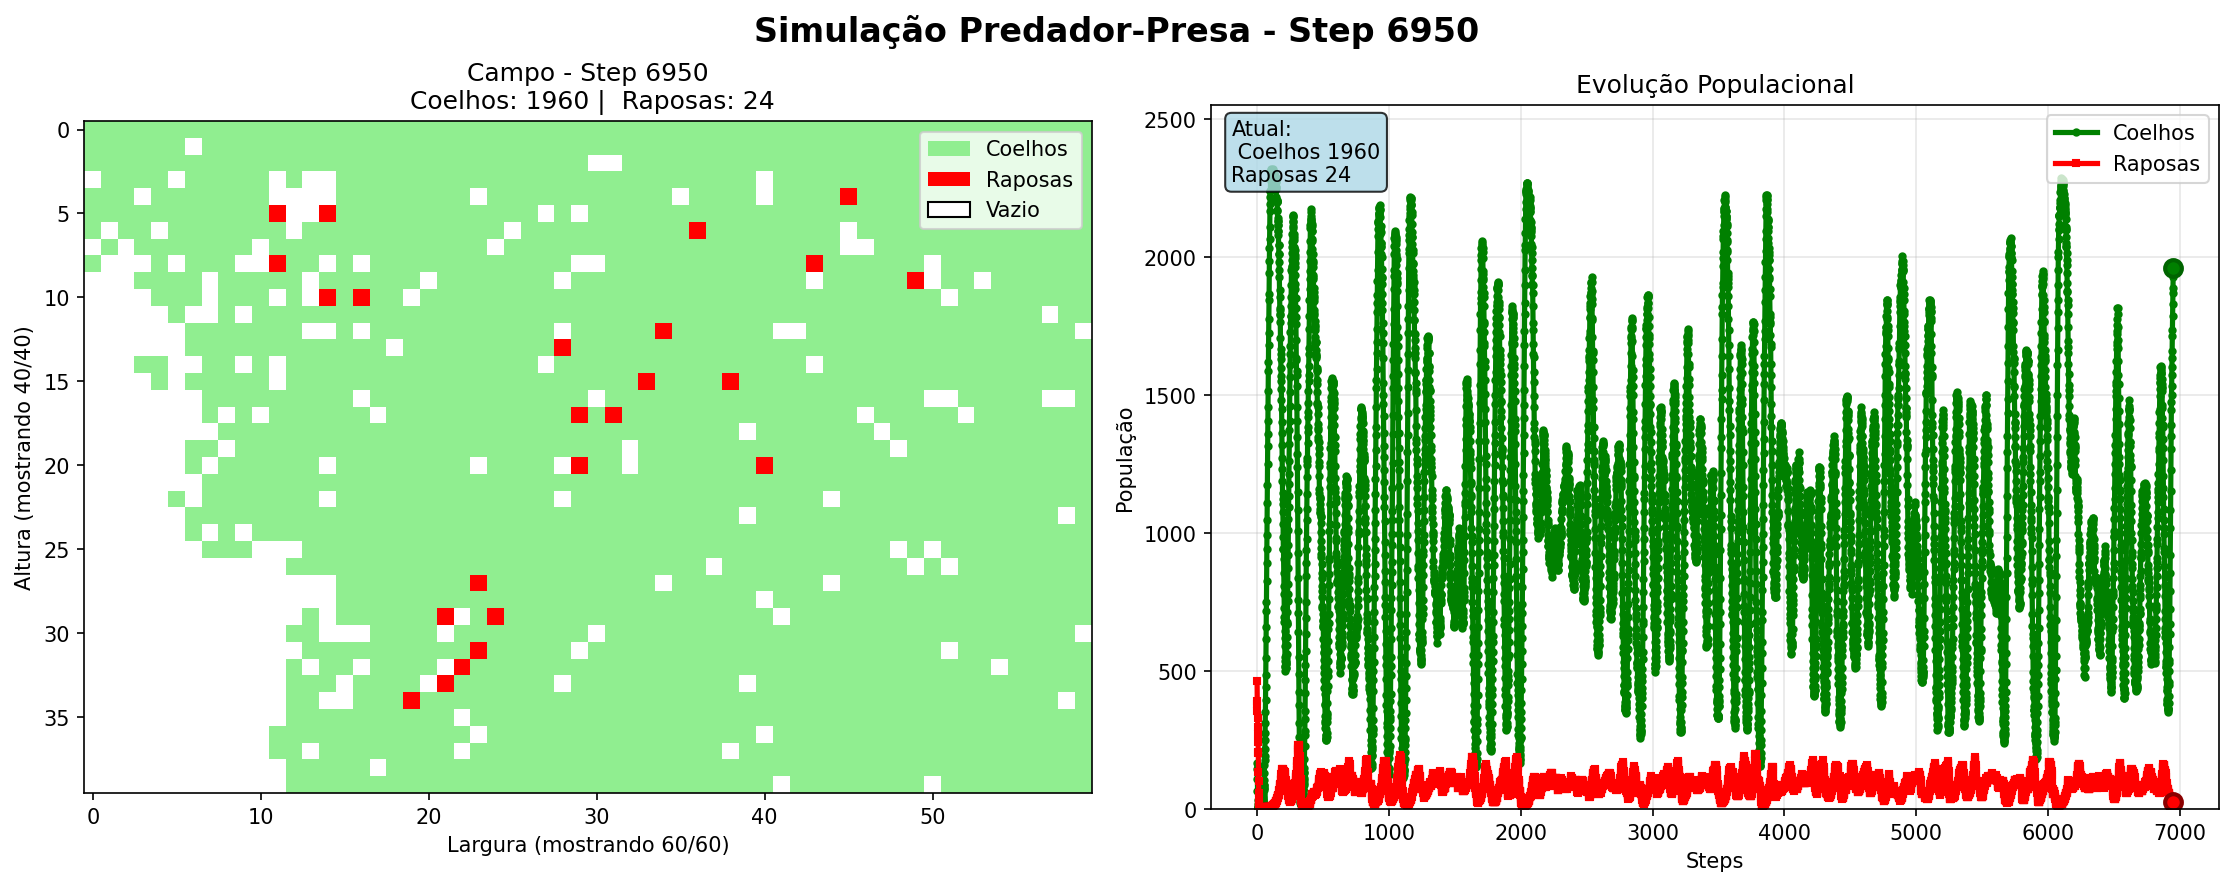 Simulação Predador-Presa - Step 6950
Campo - Step 6950
Coelhos: 1960 |  Raposas: 24
Coelhos
Raposas
Vazio
0
5
10
15
20
25
30
35
Altura (mostrando 40/40)
0
10
20
30
40
50
Largura (mostrando 60/60)
Evolução Populacional
Atual:
Coelhos 1960
Raposas 24
Coelhos
Raposas
2500
2000
1500
1000
500
0
População
0
1000
2000
3000
4000
5000
6000
7000
Steps